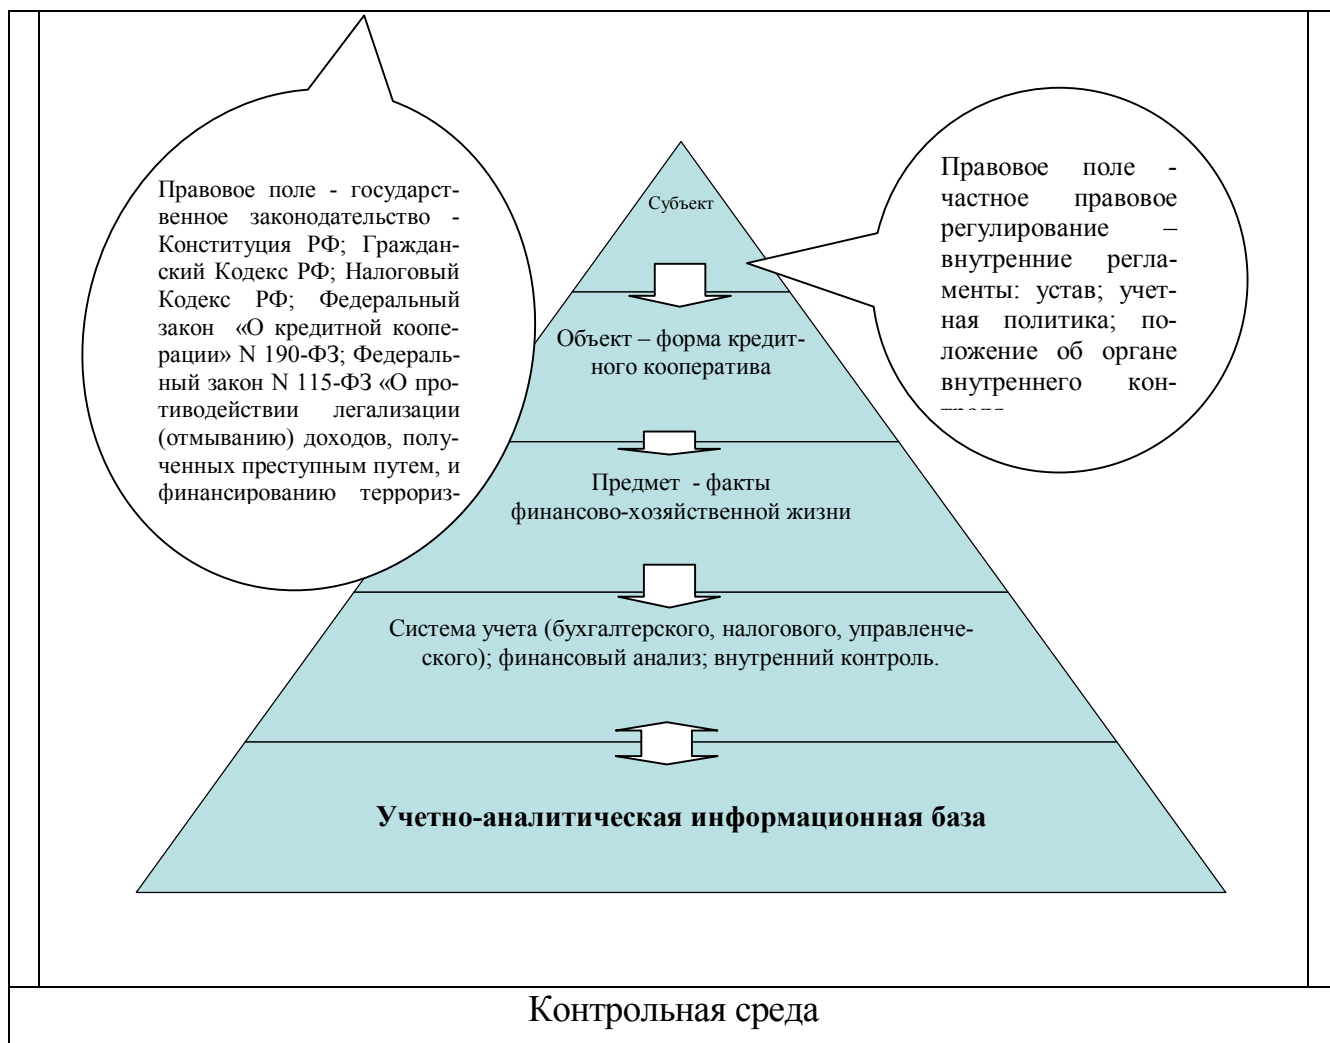 Правовое поле - государст-
венное законодательство -
Конституция РФ; Граждан-
ский Кодекс РФ; Налоговый
Кодекс РФ; Федеральный
закон «О кредитной коопе-
рации» N 190-ФЗ; Федераль-
ный закон N 115-ФЗ «О про-
тиводействии легализации
(отмыванию) доходов, полу-
ченных преступным путем, и
финансированию террориз-
Правовое поле -
частное правовое
регулирование –
внутренние регла-
менты: устав; учет-
ная политика; по-
ложение об органе
внутреннего кон-
Субъект
Объект – форма кредит-
ного кооператива
Предмет - факты
финансово-хозяйственной жизни
Система учета (бухгалтерского, налогового, управленче-
ского); финансовый анализ; внутренний контроль.
Учетно-аналитическая информационная база
Контрольная среда